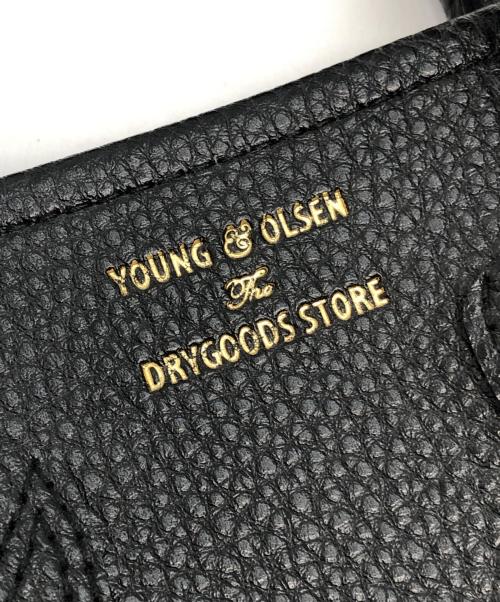 YOUNG & OLSEN
The
DRYGOODS STORE